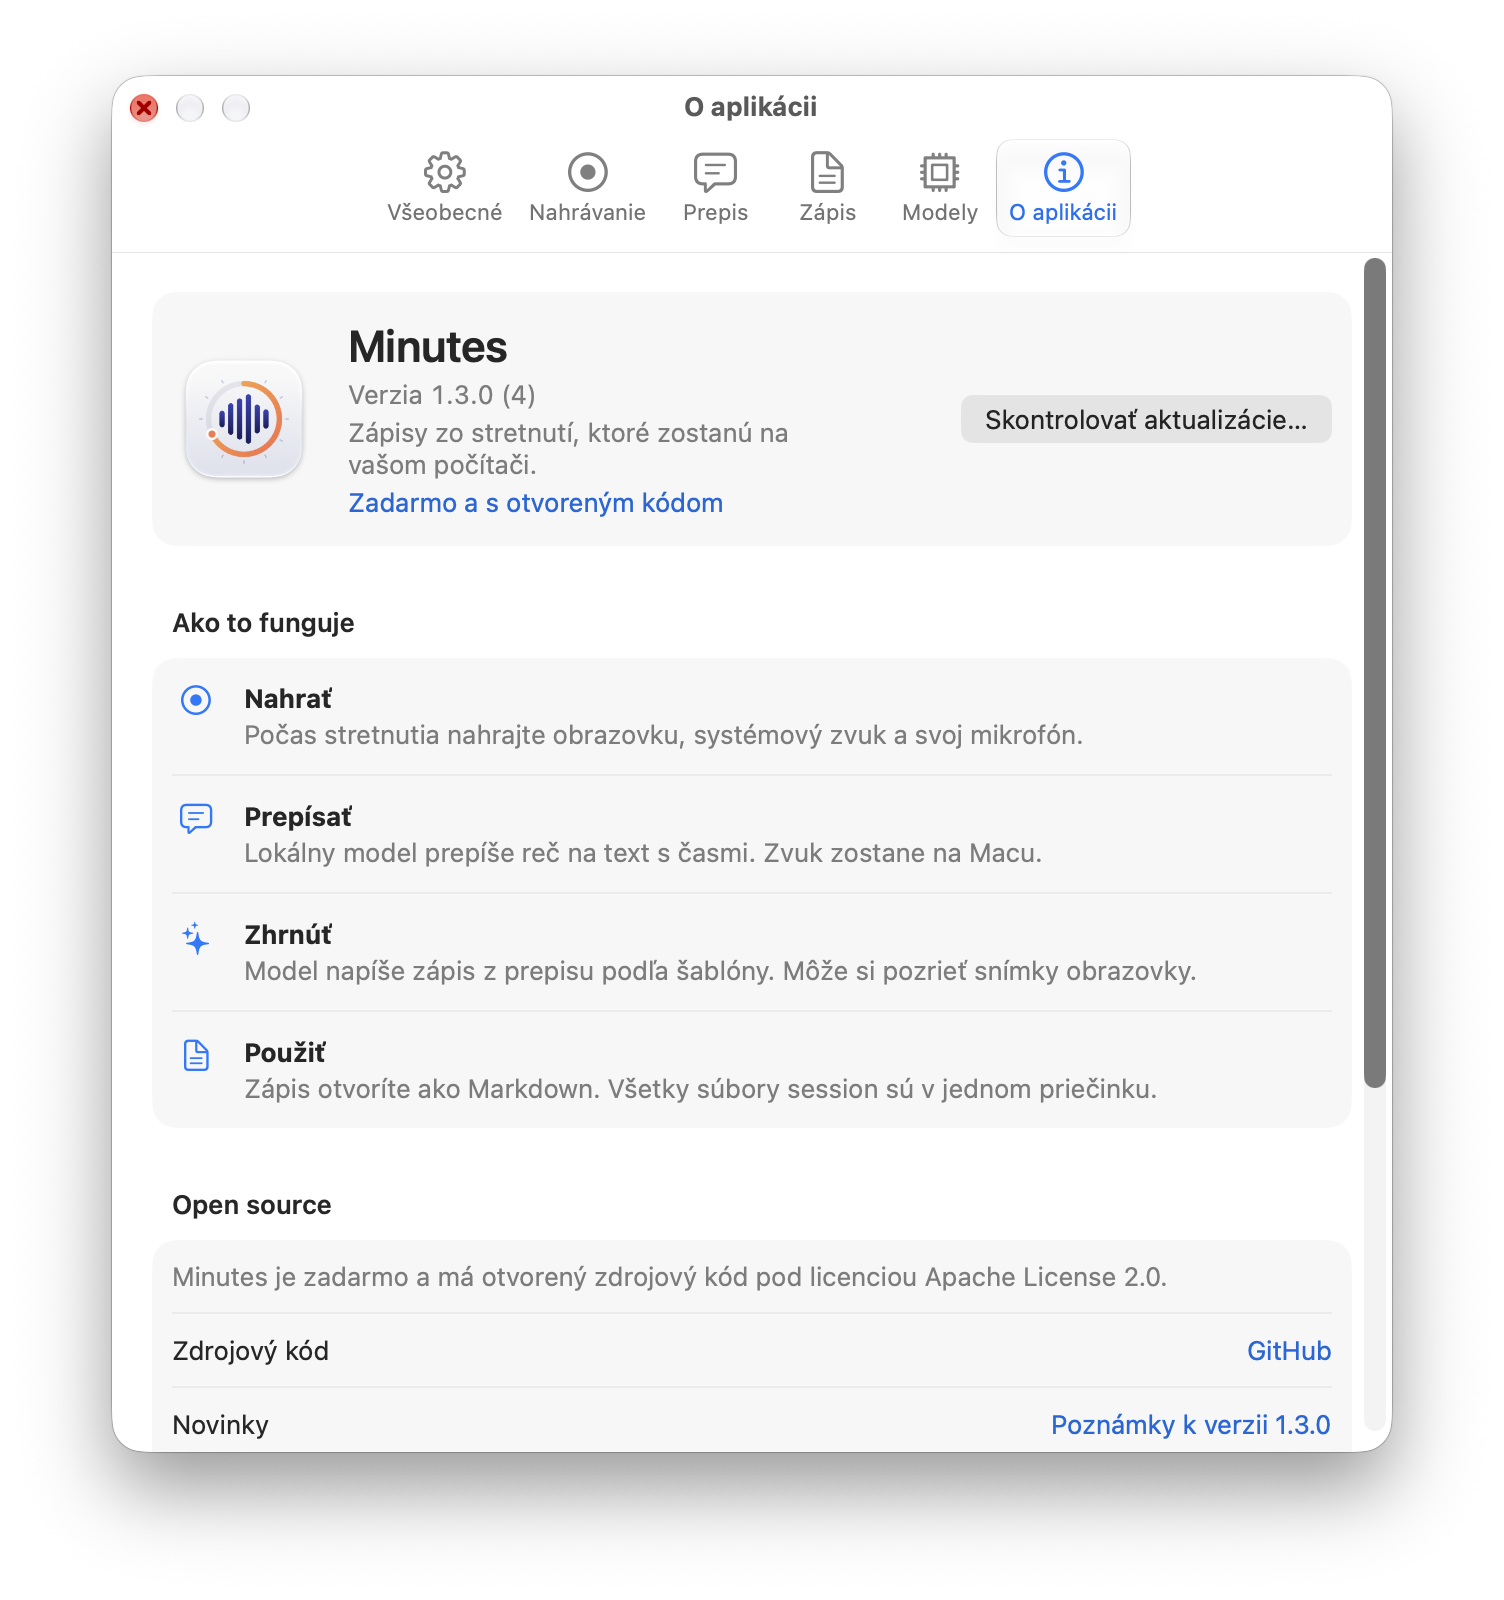 O aplikácii
Všeobecné
Nahrávanie
Prepis
Zápis
Modely
O aplikácii
Minutes
Verzia 1.3.0 (4)
Zápisy zo stretnutí, ktoré zostanú na
vašom počítači.
Zadarmo a s otvoreným kódom
Skontrolovať aktualizácie...
Ako to funguje
Nahrať
Počas stretnutia nahrajte obrazovku, systémový zvuk a svoj mikrofón.
Prepísať
Lokálny model prepíše reč na text s časmi. Zvuk zostane na Macu.
Zhrnúť
Model napíše zápis z prepisu podľa šablóny. Môže si pozrieť snímky obrazovky.
Použiť
Zápis otvoríte ako Markdown. Všetky súbory session sú v jednom priečinku.
Open source
Minutes je zadarmo a má otvorený zdrojový kód pod licenciou Apache License 2.0.
Zdrojový kód
GitHub
Novinky
Poznámky k verzii 1.3.0